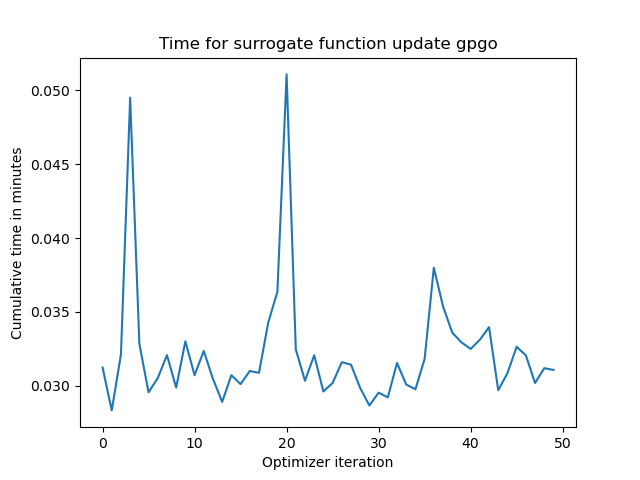 Time for surrogate function update gpgo
Cumulative time in minutes
0.050
0.045
0.040
0.035
0.030
0 10 20 30 40 50
Optimizer iteration